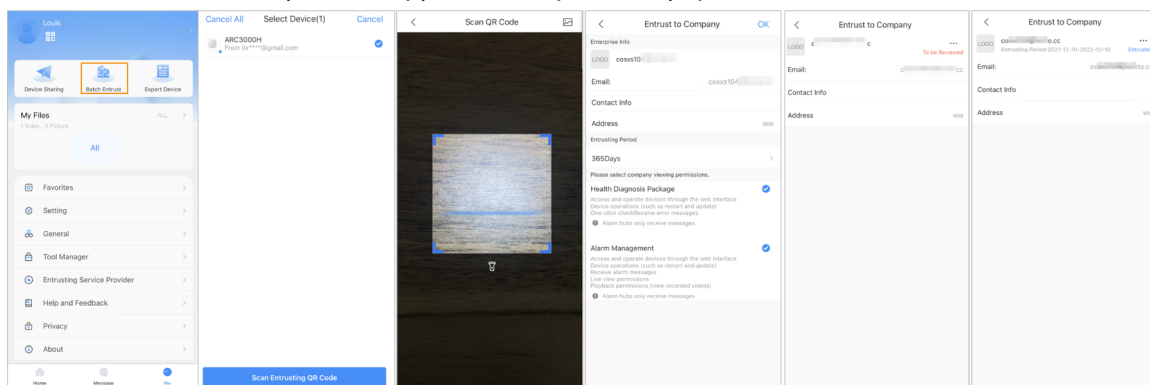 Louis
Device Sharing
Batch Entrust
Export Device
My Files
ALL
1 Video, 0 Picture
All
Favorites
Setting
General
Tool Manager
Entrusting Service Provider
Help and Feedback
Privacy
About
Home
Message
Me
Cancel All
Select Device(1)
Cancel
ARC3000H
From lix****@gmail.com
Scan Entrusting QR Code
Scan QR Code
Entrust to Company
OK
Enterprise Info
LOGO
cosxs10
Email:
cosxs104
Contact Info
Address
ww
Entrusting Period
365Days
Please select company viewing permissions.
Health Diagnosis Package
Access and operate devices through the web interface
Device operations (such as restart and update)
One-click checkReceive error messages
Alarm hubs only receive messages
Alarm Management
Access and operate devices through the web interface
Device operations (such as restart and update)
Receive alarm messages
Live view permissions
Playback permissions (view recorded videos)
Alarm hubs only receive messages
Entrust to Company
LOGO
c
c
...
To be Reviewed
Email:
c
cc
Contact Info
Address
ww
Entrust to Company
LOGO
co
o.cc
...
Entrusting Period:2021-12-10-2022-12-10
Email:
Contact Info
Address